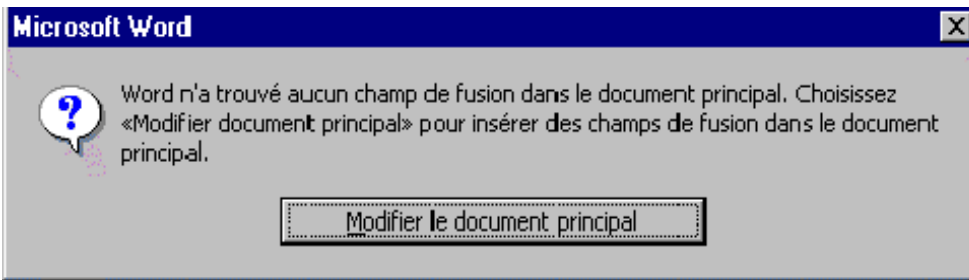 Microsoft Word
Word n'a trouvé aucun champ de fusion dans le document principal. Choisissez
«Modifier document principal» pour insérer des champs de fusion dans le document
principal.
Modifier le document principal